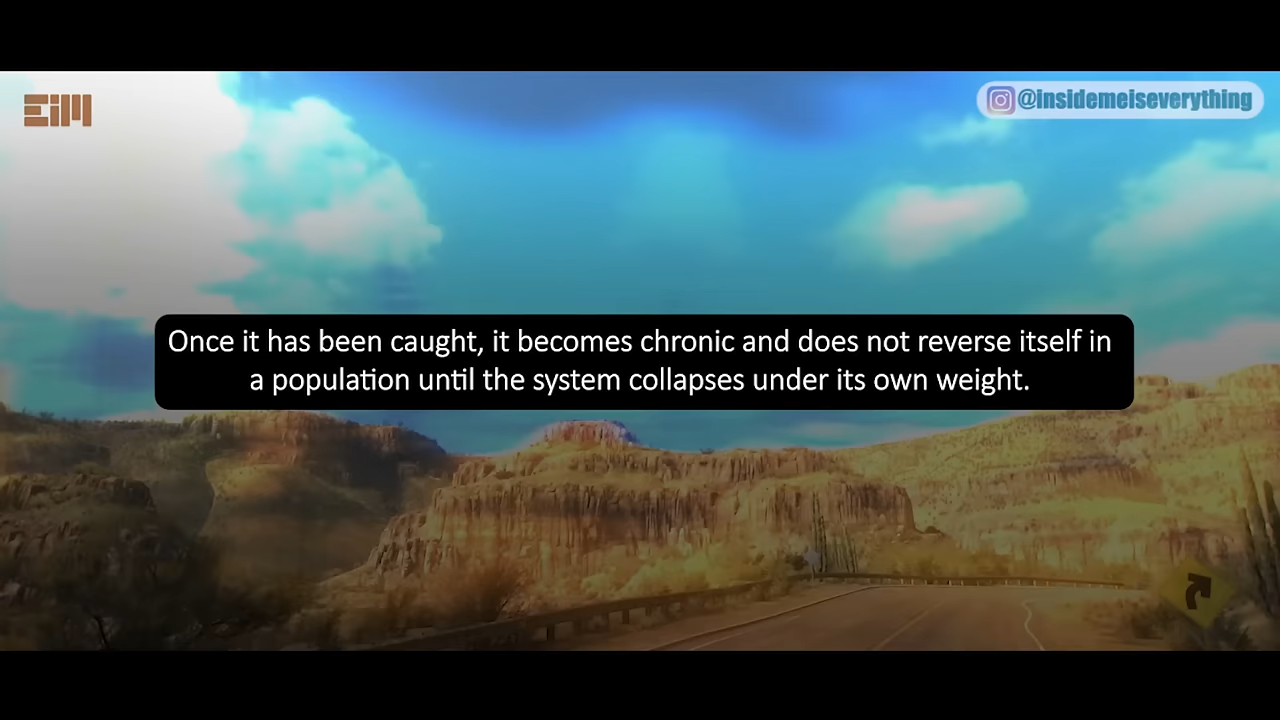 EiM
@insidemeiseverything
Once it has been caught, it becomes chronic and does not reverse itself in
a population until the system collapses under its own weight.